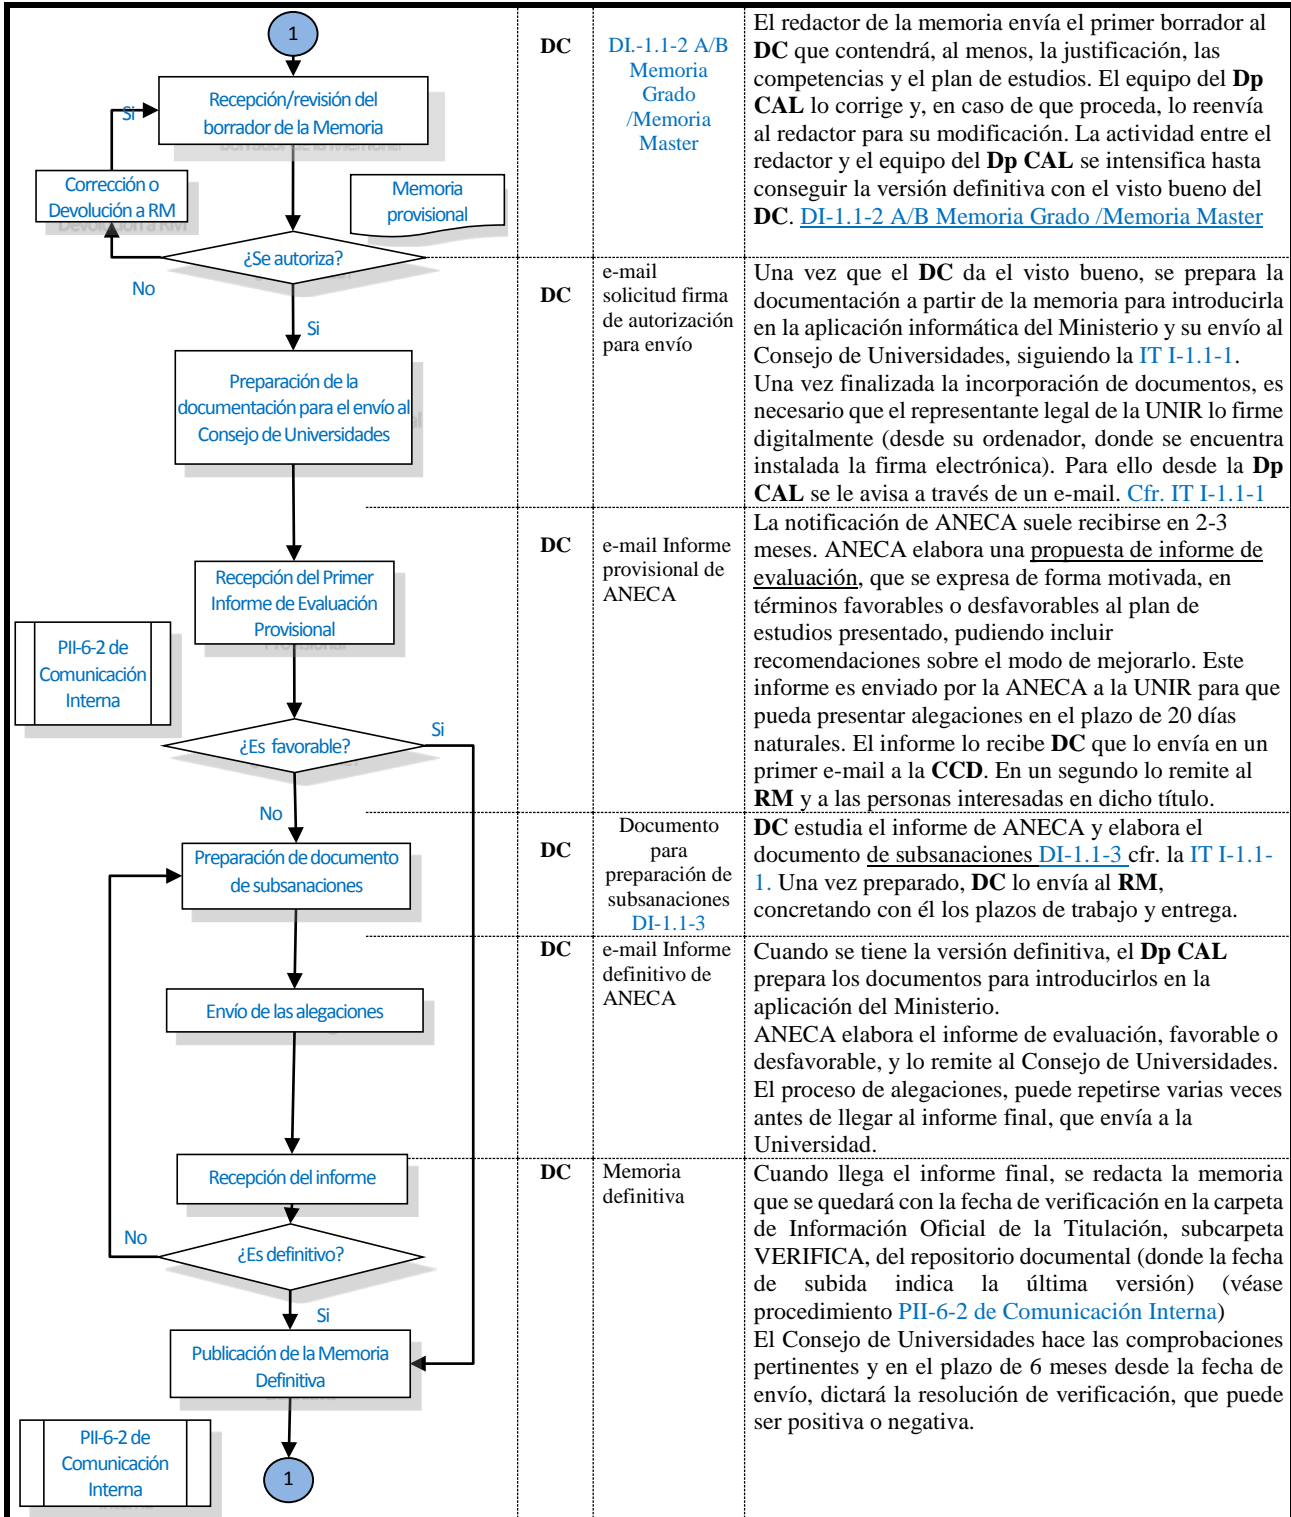 1
Recepción/revisión del
borrador de la Memoria
Si
Corrección o
Devolución a RM
Memoria
provisional
¿Se autoriza?
No
Si
Preparación de la
documentación para el envío al
Consejo de Universidades
Recepción del Primer
Informe de Evaluación
Provisional
PII-6-2 de
Comunicación
Interna
¿Es favorable?
Si
No
Preparación de documento
de subsanaciones
Envío de las alegaciones
Recepción del informe
No
¿Es definitivo?
Si
Publicación de la Memoria
Definitiva
PII-6-2 de
Comunicación
Interna
1
DC
DI.-1.1-2 A/B
Memoria
Grado
/Memoria
Master
El redactor de la memoria envía el primer borrador al
DC que contendrá, al menos, la justificación, las
competencias y el plan de estudios. El equipo del Dp
CAL lo corrige y, en caso de que proceda, lo reenvía
al redactor para su modificación. La actividad entre el
redactor y el equipo del Dp CAL se intensifica hasta
conseguir la versión definitiva con el visto bueno del
DC. DI-1.1-2 A/B Memoria Grado /Memoria Master
DC
e-mail
solicitud firma
de autorización
para envío
Una vez que el DC da el visto bueno, se prepara la
documentación a partir de la memoria para introducirla
en la aplicación informática del Ministerio y su envío al
Consejo de Universidades, siguiendo la IT I-1.1-1.
Una vez finalizada la incorporación de documentos, es
necesario que el representante legal de la UNIR lo firme
digitalmente (desde su ordenador, donde se encuentra
instalada la firma electrónica). Para ello desde la Dp
CAL se le avisa a través de un e-mail. Cfr. IT I-1.1-1
DC
e-mail Informe
provisional de
ANECA
La notificación de ANECA suele recibirse en 2-3
meses. ANECA elabora una propuesta de informe de
evaluación, que se expresa de forma motivada, en
términos favorables o desfavorables al plan de
estudios presentado, pudiendo incluir
recomendaciones sobre el modo de mejorarlo. Este
informe es enviado por la ANECA a la UNIR para que
pueda presentar alegaciones en el plazo de 20 días
naturales. El informe lo recibe DC que lo envía en un
primer e-mail a la CCD. En un segundo lo remite al
RM y a las personas interesadas en dicho título.
DC
Documento
para
preparación de
subsanaciones
DI-1.1-3
DC estudia el informe de ANECA y elabora el
documento de subsanaciones DI-1.1-3 cfr. la IT I-1.1-
1. Una vez preparado, DC lo envía al RM,
concretando con él los plazos de trabajo y entrega.
DC
e-mail Informe
definitivo de
ANECA
Cuando se tiene la versión definitiva, el Dp CAL
prepara los documentos para introducirlos en la
aplicación del Ministerio.
ANECA elabora el informe de evaluación, favorable o
desfavorable, y lo remite al Consejo de Universidades.
El proceso de alegaciones, puede repetirse varias veces
antes de llegar al informe final, que envía a la
Universidad.
DC
Memoria
definitiva
Cuando llega el informe final, se redacta la memoria
que se quedará con la fecha de verificación en la carpeta
de Información Oficial de la Titulación, subcarpeta
VERIFICA, del repositorio documental (donde la fecha
de subida indica la última versión) (véase
procedimiento PII-6-2 de Comunicación Interna)
El Consejo de Universidades hace las comprobaciones
pertinentes y en el plazo de 6 meses desde la fecha de
envío, dictará la resolución de verificación, que puede
ser positiva o negativa.